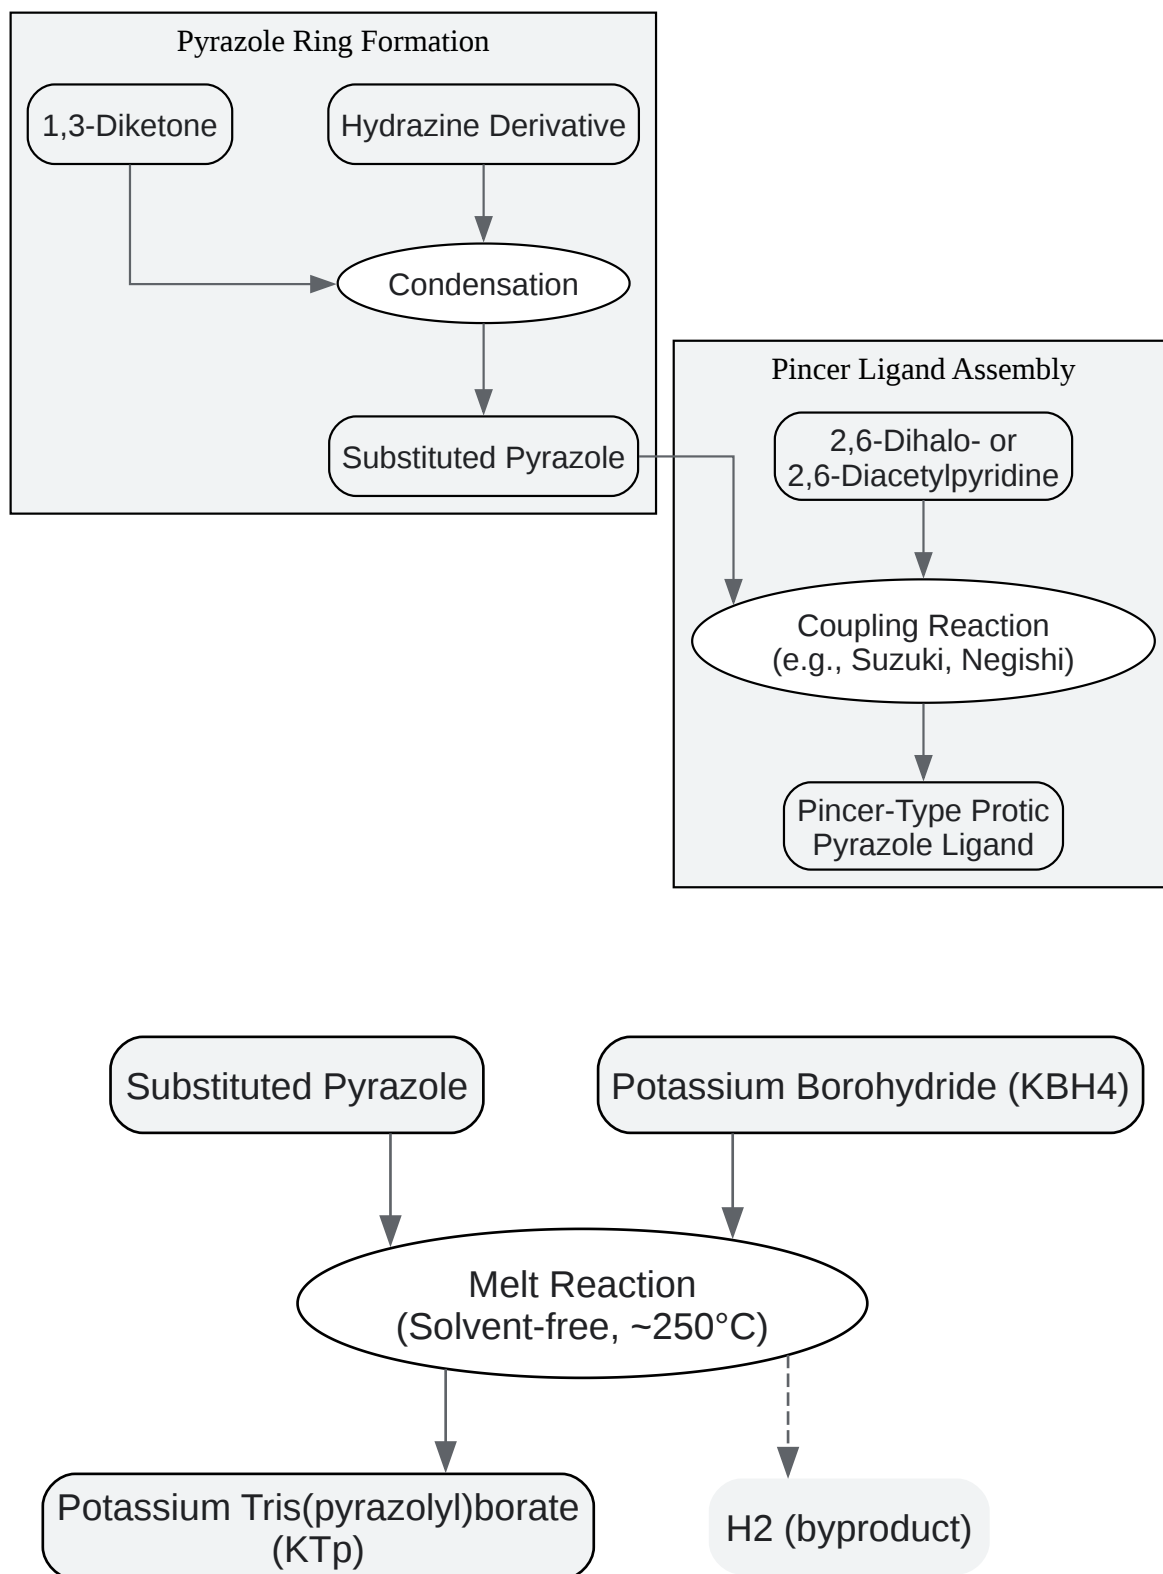 Pyrazole Ring Formation
1,3-Diketone
Hydrazine Derivative
Condensation
Substituted Pyrazole
Pincer Ligand Assembly
2,6-Dihalo- or
2,6-Diacetylpyridine
Coupling Reaction
(e.g., Suzuki, Negishi)
Pincer-Type Protic
Pyrazole Ligand
Substituted Pyrazole
Potassium Borohydride (KBH4)
Melt Reaction
(Solvent-free, ~250°C)
Potassium Tris(pyrazolyl)borate
(KTp)
H2 (byproduct)